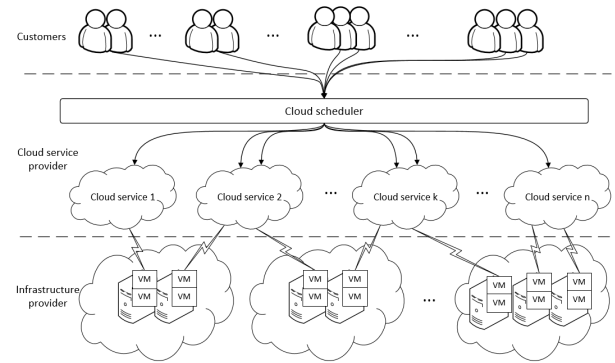 Customers
... ... ...
Cloud scheduler
Cloud service
provider
Cloud service 1
Cloud service 2
...
Cloud service k
...
Cloud service n
Infrastructure
provider
VM
VM
VM
VM
VM
VM
VM
VM
...
VM
VM
VM
VM
VM
VM